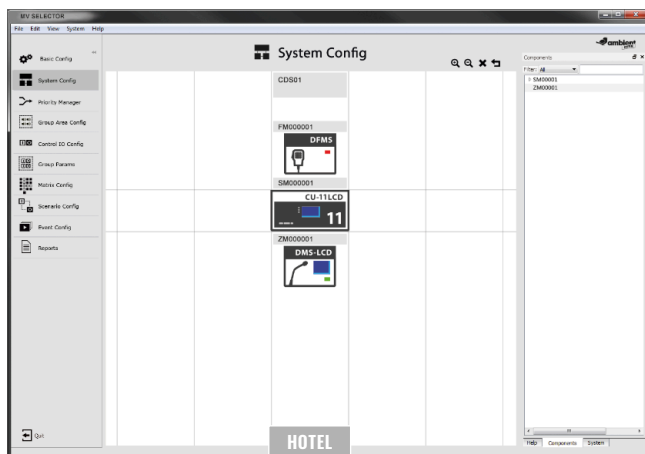 MV SELECTOR
File Edit View System Help
Basic Config
System Config
Priority Manager
Group Area Config
Control IO Config
Group Params
Matrix Config
Scenario Config
Event Config
Reports
Quit
System Config
CDS01
FM000001
DFMS
SM000001
CU-11LCD
11
ZM000001
DMS-LCD
HOTEL
ambient
Components
Filter: All
SM00001
ZM00001
Help Components System